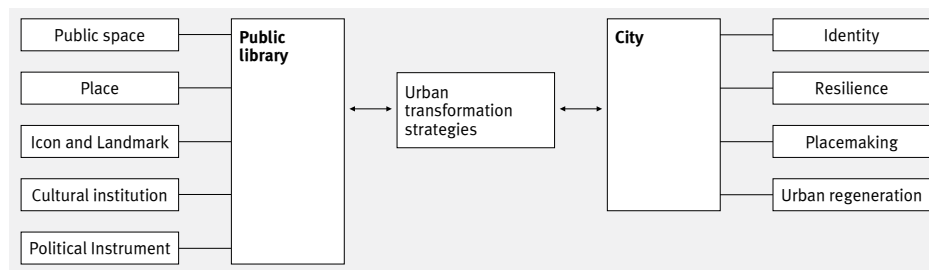 Public space
Place
Icon and Landmark
Cultural institution
Political Instrument
Public
library
Urban
transformation
strategies
City
Identity
Resilience
Placemaking
Urban regeneration